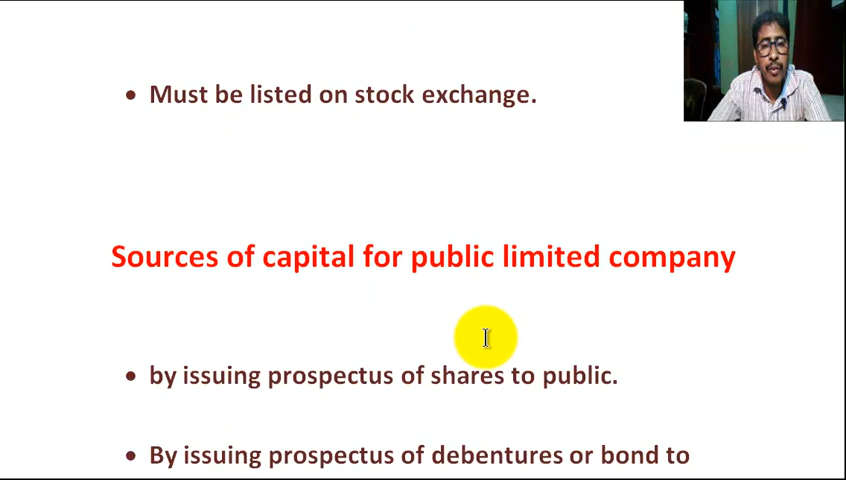 • Must be listed on stock exchange.
Sources of capital for public limited company
• by issuing prospectus of shares to public.
• By issuing prospectus of debentures or bond to